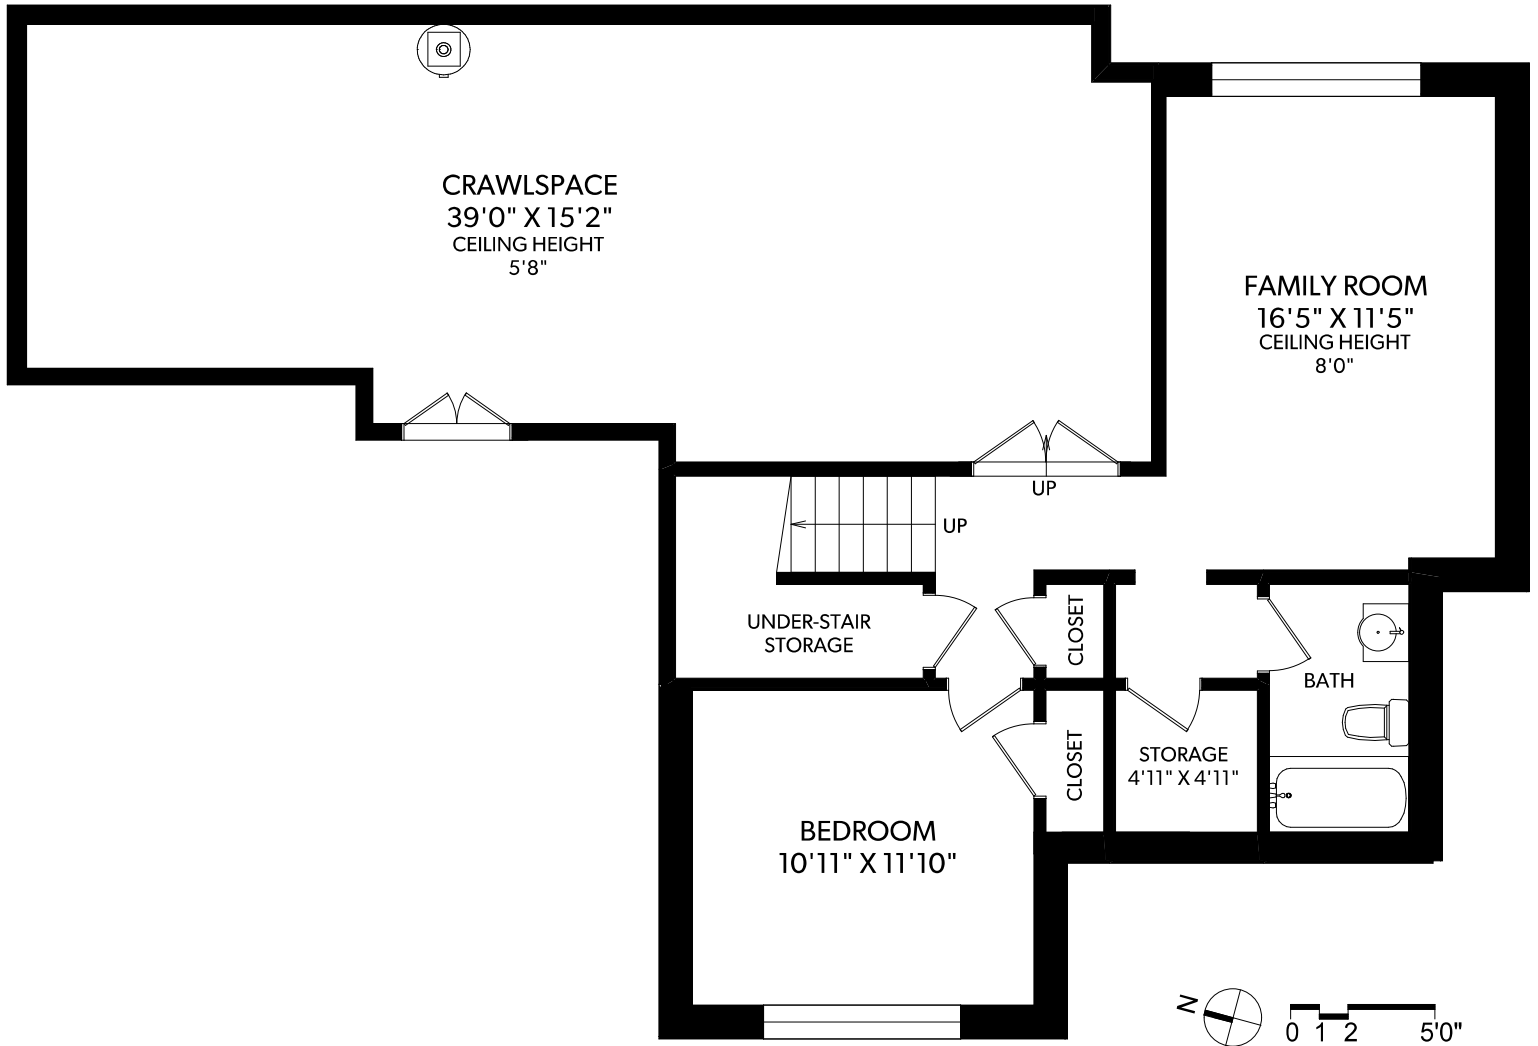 CRAWLSPACE
39'0" X 15'2"
CEILING HEIGHT
5'8"
FAMILY ROOM
16'5" X 11'5"
CEILING HEIGHT
8'0"
UP
UP
UNDER-STAIR
STORAGE
CLOSET
BATH
CLOSET
STORAGE
4'11" X 4'11"
BEDROOM
10'11" X 11'10"
N
0 1 2 5'0"